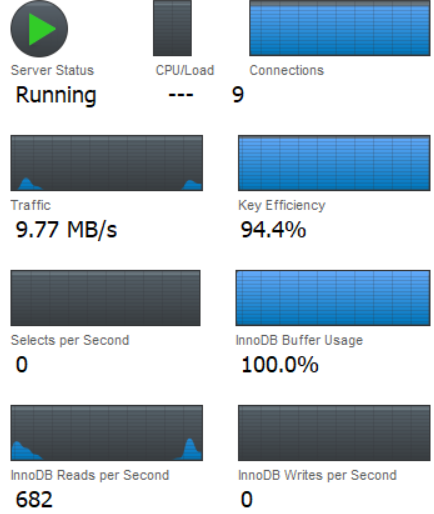 Server Status CPU/Load Connections
Running --- 9
Traffic Key Efficiency
9.77 MB/s 94.4%
Selects per Second InnoDB Buffer Usage
0 100.0%
InnoDB Reads per Second InnoDB Writes per Second
682 0